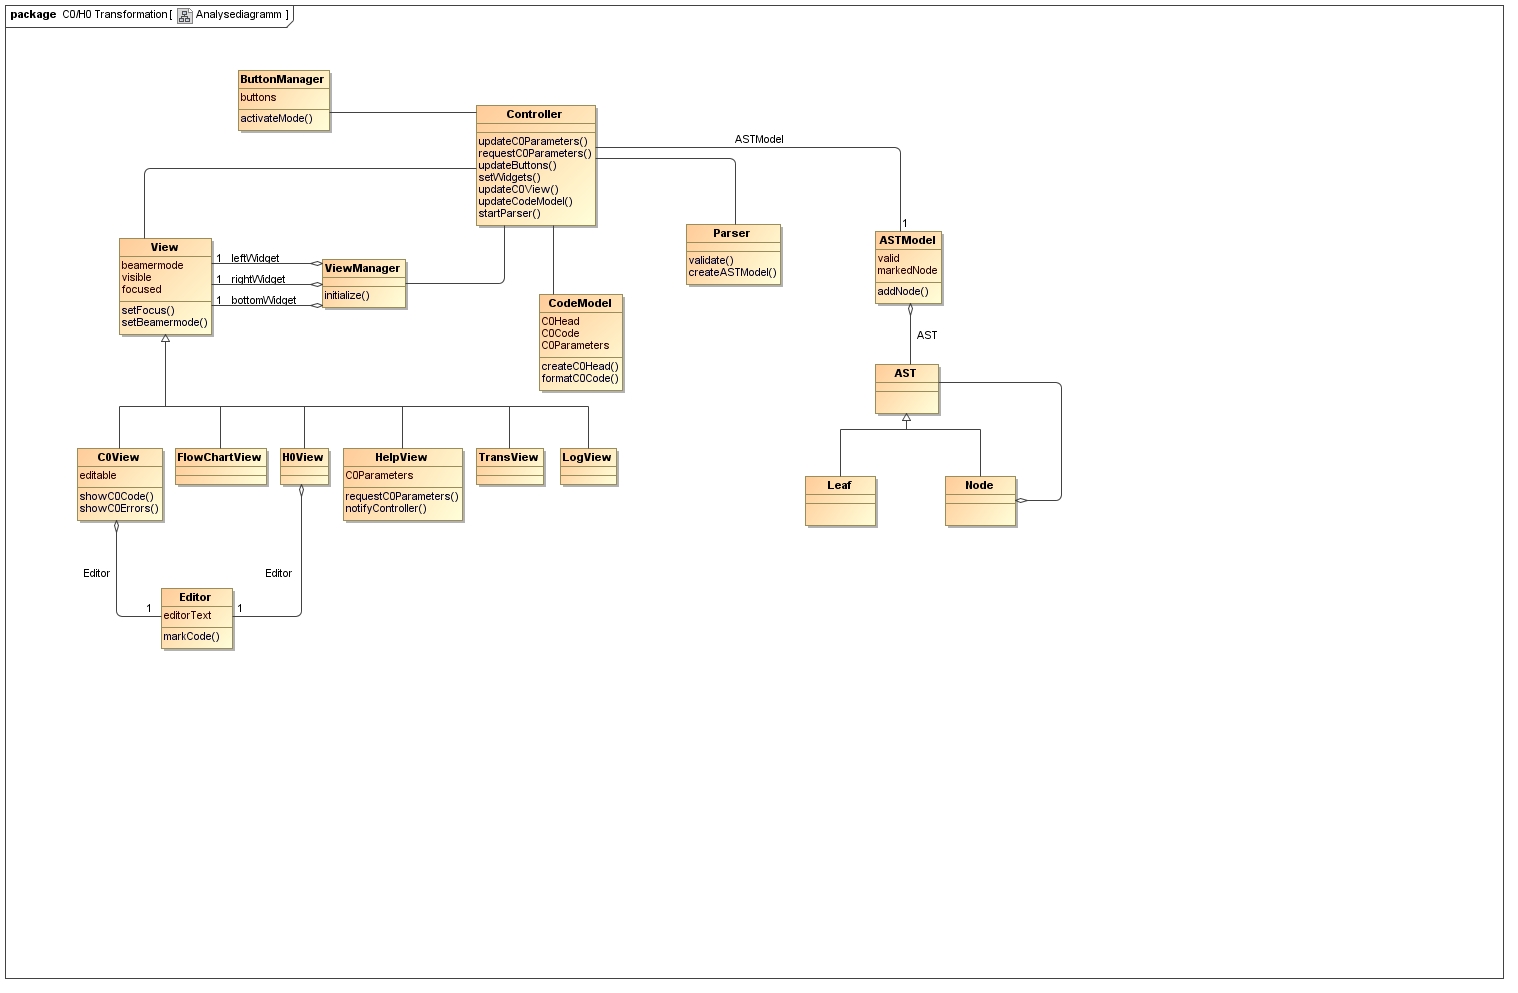 package C0/H0 Transformation[ Analysediagramm ]
ButtonManager
buttons
activateMode()
Controller
updateC0Parameters()
requestC0Parameters()
updateButtons()
setWidgets()
updateC0View()
updateCodeModel()
startParser()
ASTModel
1
View
beamermode
visible
focused
setFocus()
setBeamermode()
1 leftWidget
1 rightWidget
1 bottomWidget
ViewManager
initialize()
Parser
validate()
createASTModel()
ASTModel
valid
markedNode
addNode()
CodeModel
C0Head
C0Code
C0Parameters
createC0Head()
formatC0Code()
AST
AST
C0View
editable
showC0Code()
showC0Errors()
FlowChartView
H0View
HelpView
C0Parameters
requestC0Parameters()
notifyController()
TransView
LogView
Leaf
Node
Editor
Editor
1
1
Editor
editorText
markCode()